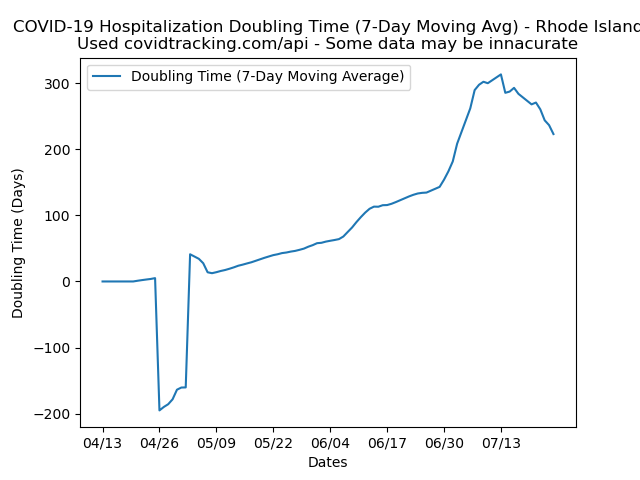 COVID-19 Hospitalization Doubling Time (7-Day Moving Avg) - Rhode Island
Used covidtracking.com/api - Some data may be innacurate
Doubling Time (7-Day Moving Average)
Doubling Time (Days)
300
200
100
0
−100
−200
04/13 04/26 05/09 05/22 06/04 06/17 06/30 07/13
Dates